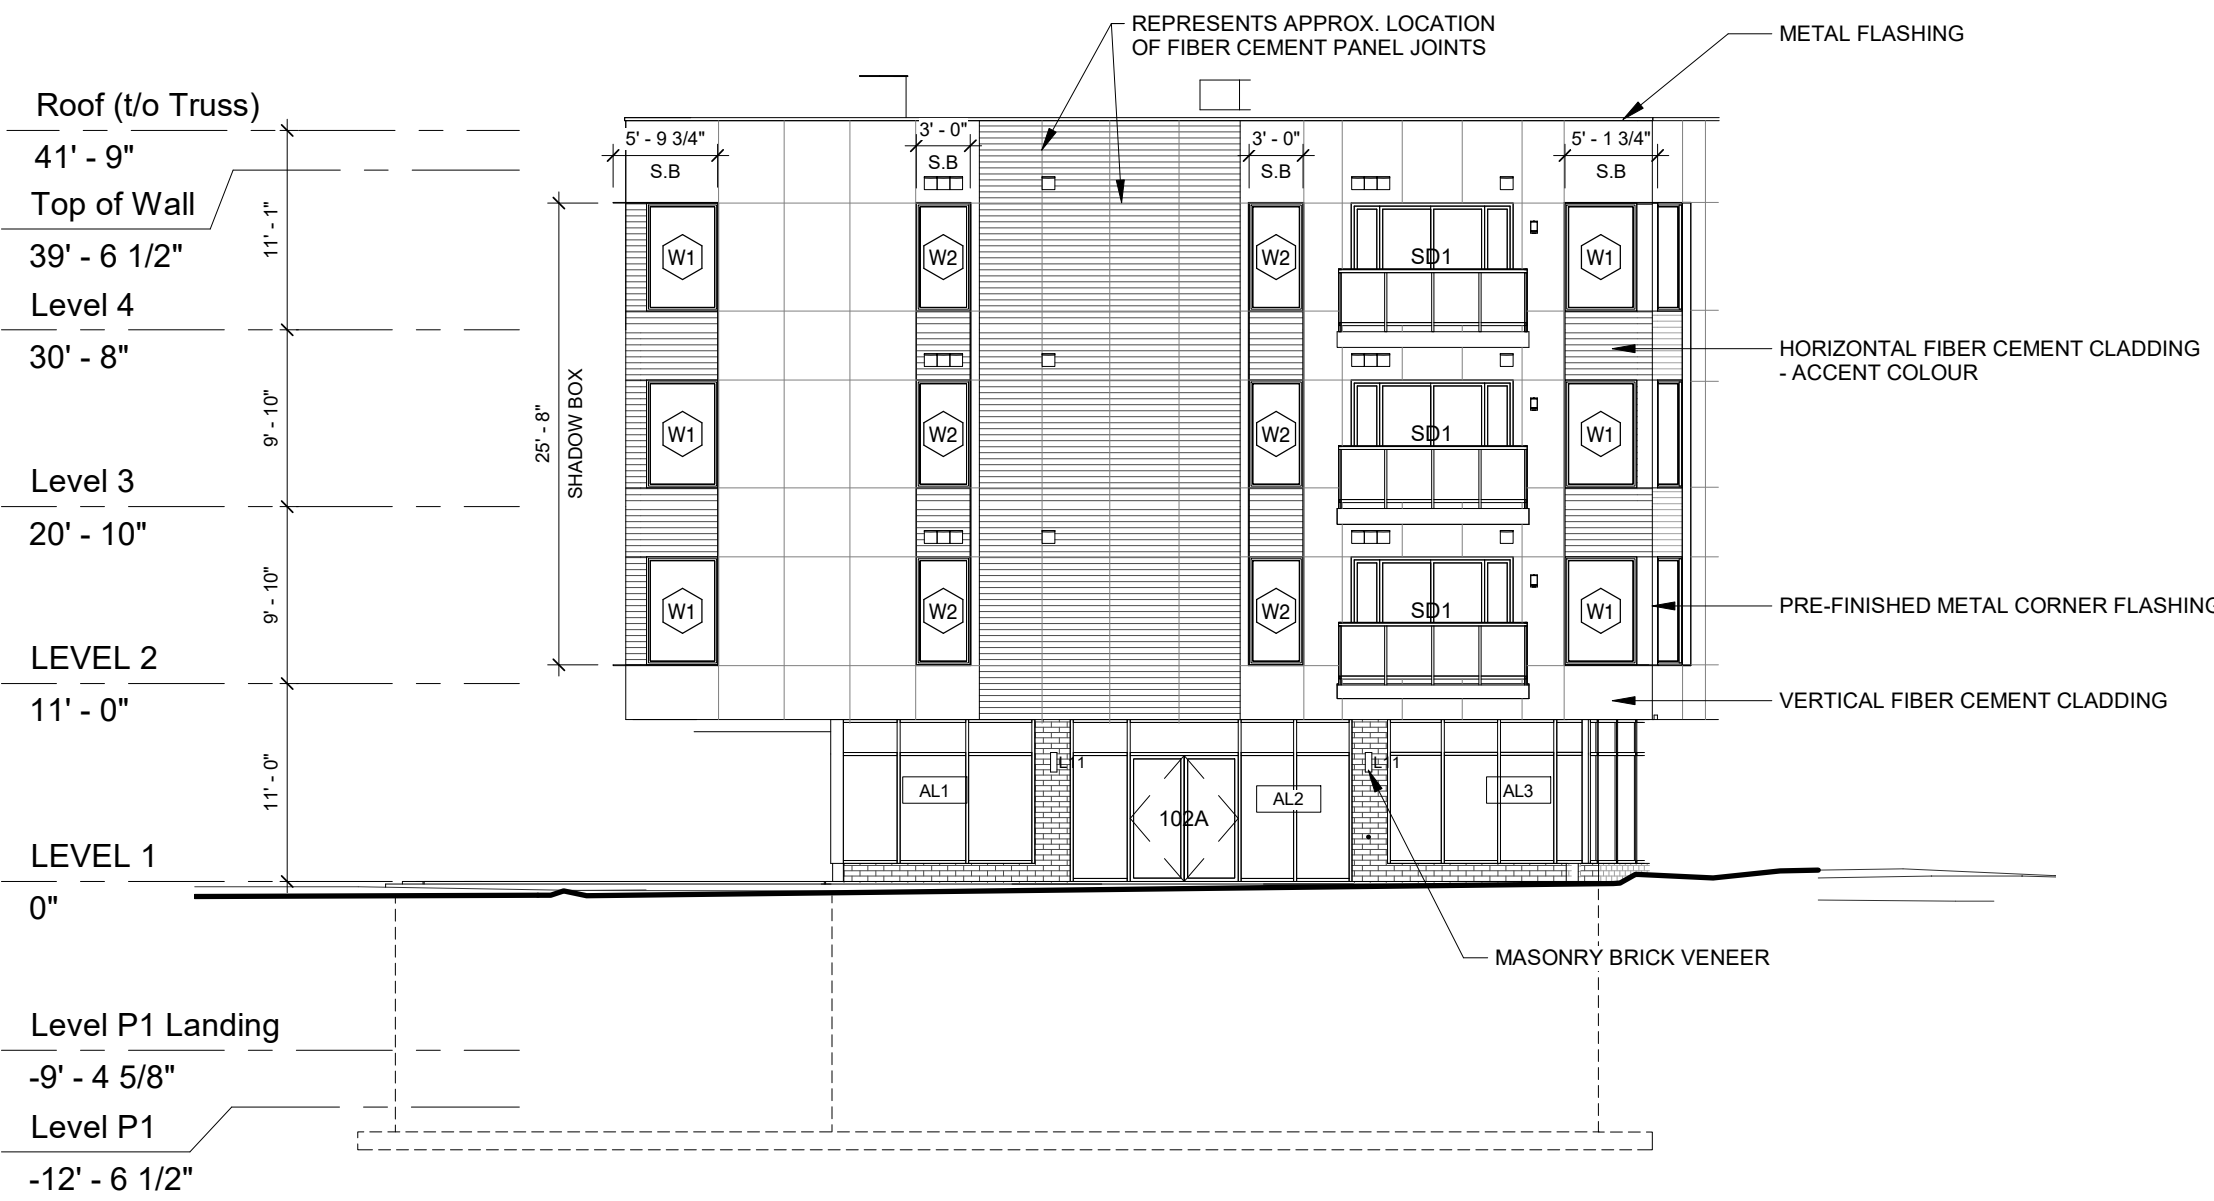 REPRESENTS APPROX. LOCATION
OF FIBER CEMENT PANEL JOINTS
METAL FLASHING
Roof (t/o Truss)
41' - 9"
Top of Wall
39' - 6 1/2"
Level 4
30' - 8"
Level 3
20' - 10"
LEVEL 2
11' - 0"
LEVEL 1
0"
Level P1 Landing
-9' - 4 5/8"
Level P1
-12' - 6 1/2"
11' - 1"
9' - 10"
9' - 10"
11' - 0"
25' - 8"
SHADOW BOX
5' - 9 3/4"
S.B
3' - 0"
S.B
3' - 0"
S.B
5' - 1 3/4"
S.B
W1 W2 W2 SD1 W1
W1 W2 W2 SD1 W1
W1 W2 W2 SD1 W1
HORIZONTAL FIBER CEMENT CLADDING
- ACCENT COLOUR
PRE-FINISHED METAL CORNER FLASHING
VERTICAL FIBER CEMENT CLADDING
L11 L11
AL1 AL2 AL3
102A
MASONRY BRICK VENEER